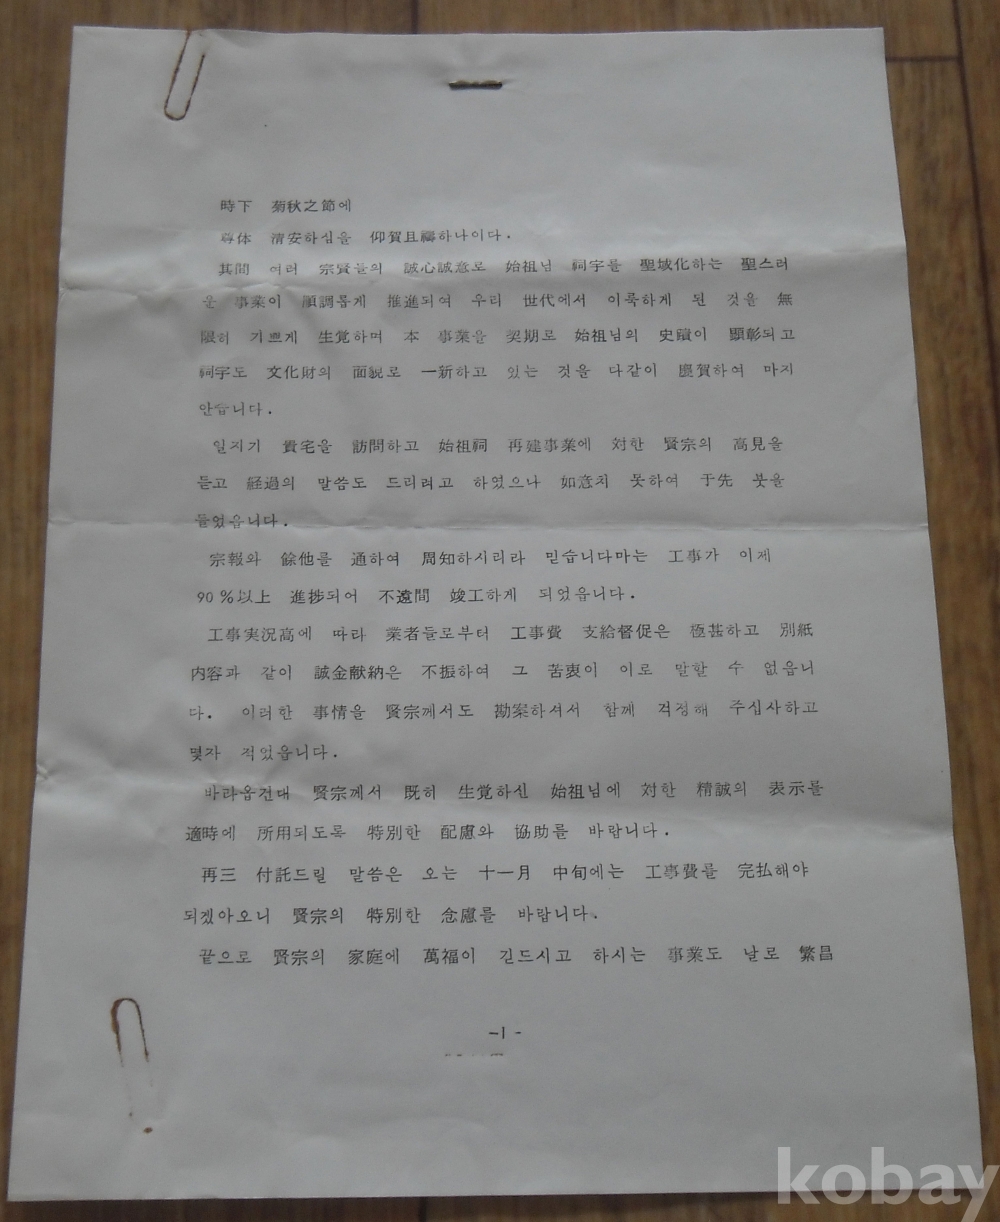 時下 菊秋之節에
尊体 清安하심을 仰賀且禱하나이다.
其間 여러 宗賢들의 誠心誠意로 始祖님 祠宇를 聖域化하는 聖스러
운 事業이 順調롭게 推進되여 우리 世代에서 이룩하게 된 것을 無
限히 기쁘게 生覚하며 本 事業을 契期로 始祖님의 史蹟이 顯彰되고
祠宇도 文化財의 面貌로 一新하고 있는 것을 다같이 慶賀하여 마지
안습니다.
일지기 貴宅을 訪問하고 始祖祠 再建事業에 対한 賢宗의 高見을
듣고 経過의 말씀도 드리려고 하였으나 如意치 못하여 于先 붓을
들었읍니다.
宗報와 餘他를 通하여 周知하시리라 믿습니다마는 工事가 이제
90%以上 進捗되어 不遠間 竣工하게 되었읍니다.
工事実況高에 따라 業者들로부터 工事費 支給督促은 極甚하고 別紙
内容과 같이 誠金献納은 不振하여 그 苦衷이 이로 말할 수 없읍니
다. 이러한 事情을 賢宗께서도 勘案하셔서 함께 걱정해 주십사하고
몇자 적었읍니다.
바라옵건대 賢宗께서 既히 生覚하신 始祖님에 対한 精誠의 表示를
適時에 所用되도록 特別한 配慮와 協助를 바랍니다.
再三 付託드릴 말씀은 오는 十一月 中旬에는 工事費를 完払해야
되겠아오니 賢宗의 特別한 念慮를 바랍니다.
끝으로 賢宗의 家庭에 萬福이 깃드시고 하시는 事業도 날로 繁昌
-1-
kobay